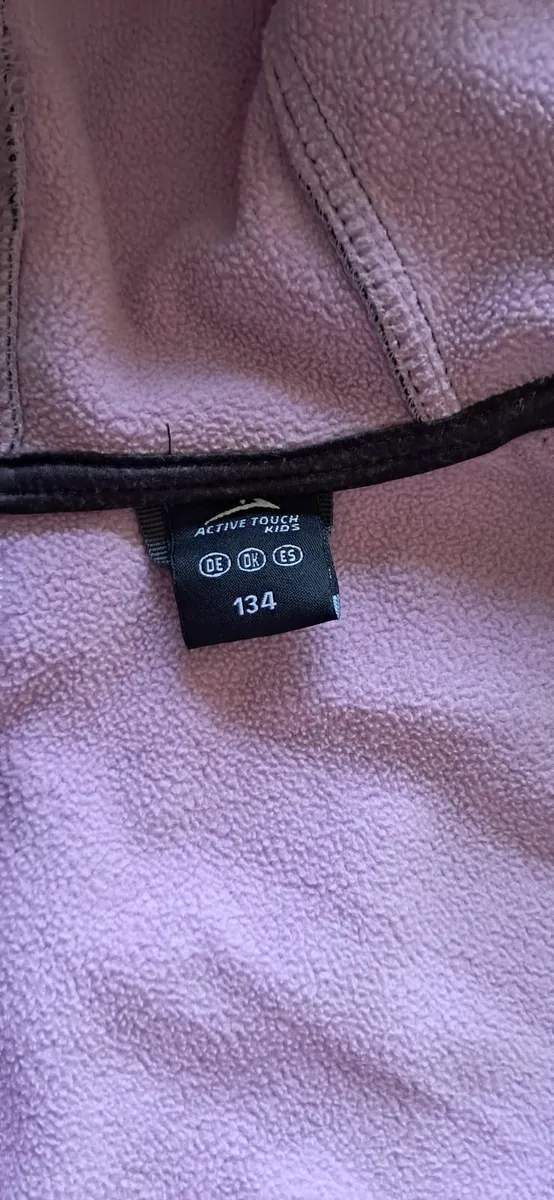 ACTIVE TOUCH
KIDS
DE DK ES
134